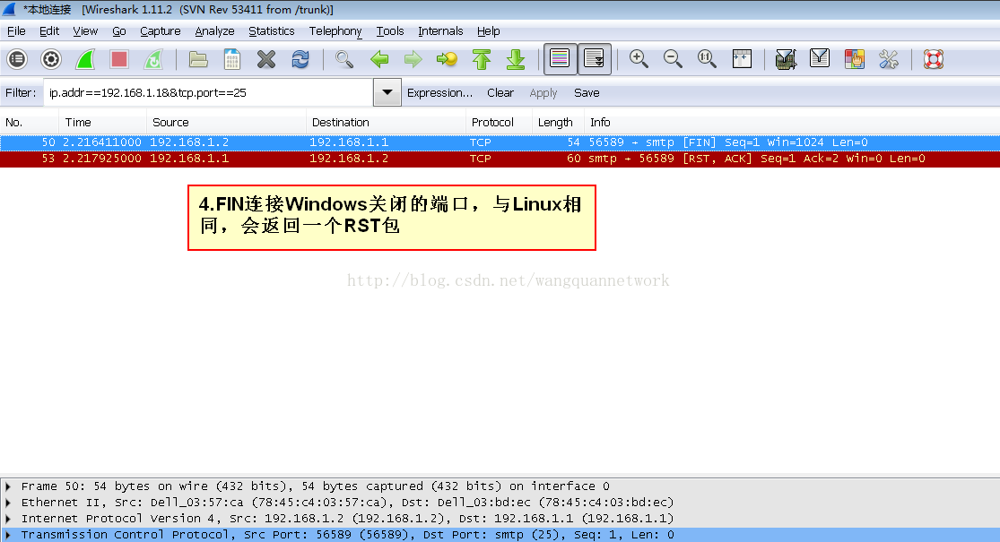 *本地连接 [Wireshark 1.11.2 (SVN Rev 53411 from /trunk)]
File Edit View Go Capture Analyze Statistics Telephony Tools Internals Help
Filter: ip.addr==192.168.1.1&&tcp.port==25 Expression... Clear Apply Save
No. Time Source Destination Protocol Length Info
50 2.216411000 192.168.1.2 192.168.1.1 TCP 54 56589 → smtp [FIN] Seq=1 Win=1024 Len=0
53 2.217925000 192.168.1.1 192.168.1.2 TCP 60 smtp → 56589 [RST, ACK] Seq=1 Ack=2 Win=0 Len=0
4.FIN连接Windows关闭的端口，与Linux相
同，会返回一个RST包
http://blog.csdn.net/wangquannetwork
Frame 50: 54 bytes on wire (432 bits), 54 bytes captured (432 bits) on interface 0
Ethernet II, Src: Dell_03:57:ca (78:45:c4:03:57:ca), Dst: Dell_03:bd:ec (78:45:c4:03:bd:ec)
Internet Protocol Version 4, Src: 192.168.1.2 (192.168.1.2), Dst: 192.168.1.1 (192.168.1.1)
Transmission Control Protocol, Src Port: 56589 (56589), Dst Port: smtp (25), Seq: 1, Len: 0